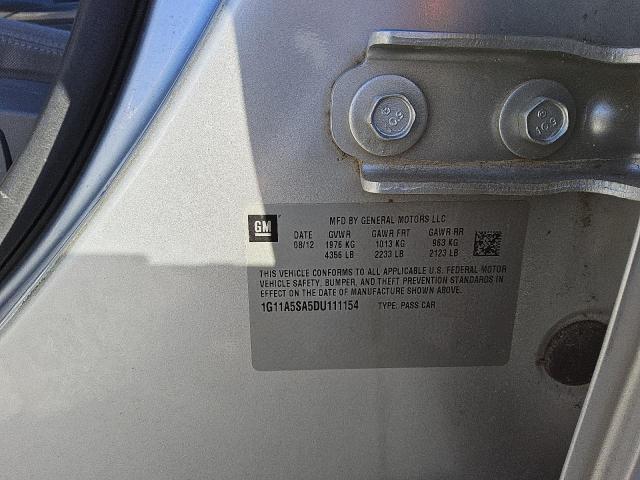 GM
MFD BY GENERAL MOTORS LLC
DATE GVWR GAWR FRT GAWR RR
08/12 1976 KG 1013 KG 963 KG
4356 LB 2233 LB 2123 LB
THIS VEHICLE CONFORMS TO ALL APPLICABLE U.S. FEDERAL MOTOR
VEHICLE SAFETY, BUMPER, AND THEFT PREVENTION STANDARDS IN
EFFECT ON THE DATE OF MANUFACTURE SHOWN ABOVE.
1G11A5SA5DU111154 TYPE: PASS CAR